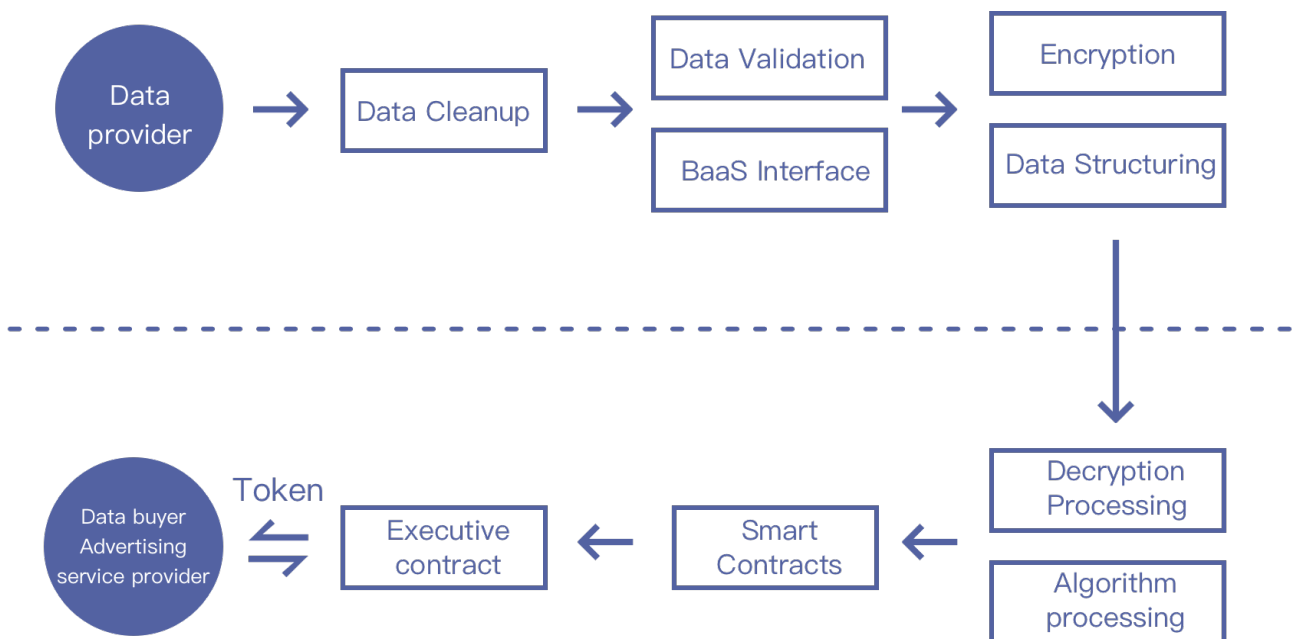 Data
provider
Data Cleanup
Data Validation
BaaS Interface
Encryption
Data Structuring
Decryption
Processing
Algorithm
processing
Smart
Contracts
Executive
contract
Token
Data buyer
Advertising
service provider